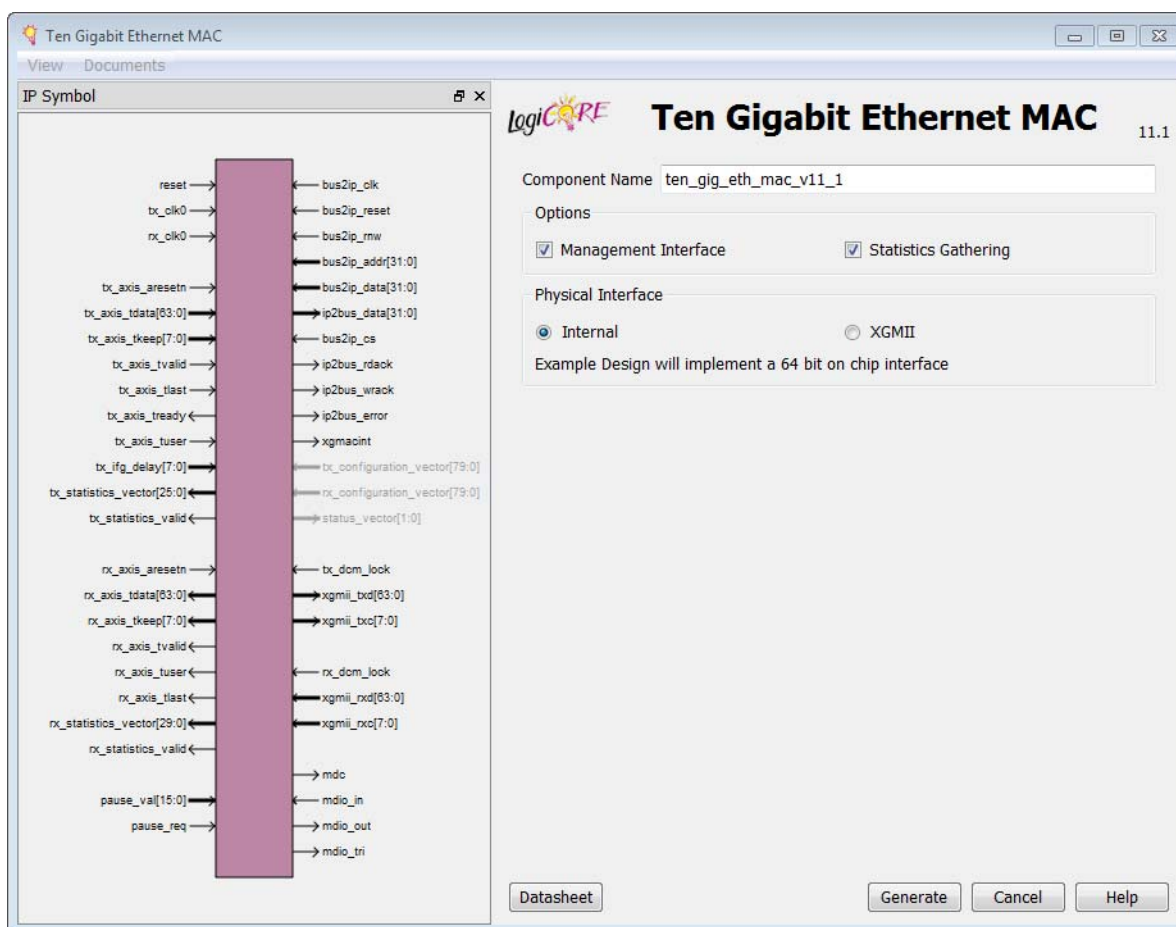 Ten Gigabit Ethernet MAC
View Documents
IP Symbol
reset
tx_clk0
rx_clk0
tx_axis_aresetn
tx_axis_tdata[63:0]
tx_axis_tkeep[7:0]
tx_axis_tvalid
tx_axis_tlast
tx_axis_tready
tx_axis_tuser
tx_ifg_delay[7:0]
tx_statistics_vector[25:0]
tx_statistics_valid
rx_axis_aresetn
rx_axis_tdata[63:0]
rx_axis_tkeep[7:0]
rx_axis_tvalid
rx_axis_tuser
rx_axis_tlast
rx_statistics_vector[29:0]
rx_statistics_valid
pause_val[15:0]
pause_req
bus2ip_clk
bus2ip_reset
bus2ip_rnw
bus2ip_addr[31:0]
bus2ip_data[31:0]
ip2bus_data[31:0]
bus2ip_cs
ip2bus_rdack
ip2bus_wrack
ip2bus_error
xgmacint
tx_configuration_vector[79:0]
rx_configuration_vector[79:0]
status_vector[1:0]
tx_dcm_lock
xgmii_txd[63:0]
xgmii_txc[7:0]
rx_dcm_lock
xgmii_rxd[63:0]
xgmii_rxc[7:0]
mdc
mdio_in
mdio_out
mdio_tri
LogiCORE
Ten Gigabit Ethernet MAC
11.1
Component Name ten_gig_eth_mac_v11_1
Options
Management Interface Statistics Gathering
Physical Interface
Internal XGMII
Example Design will implement a 64 bit on chip interface
Datasheet Generate Cancel Help